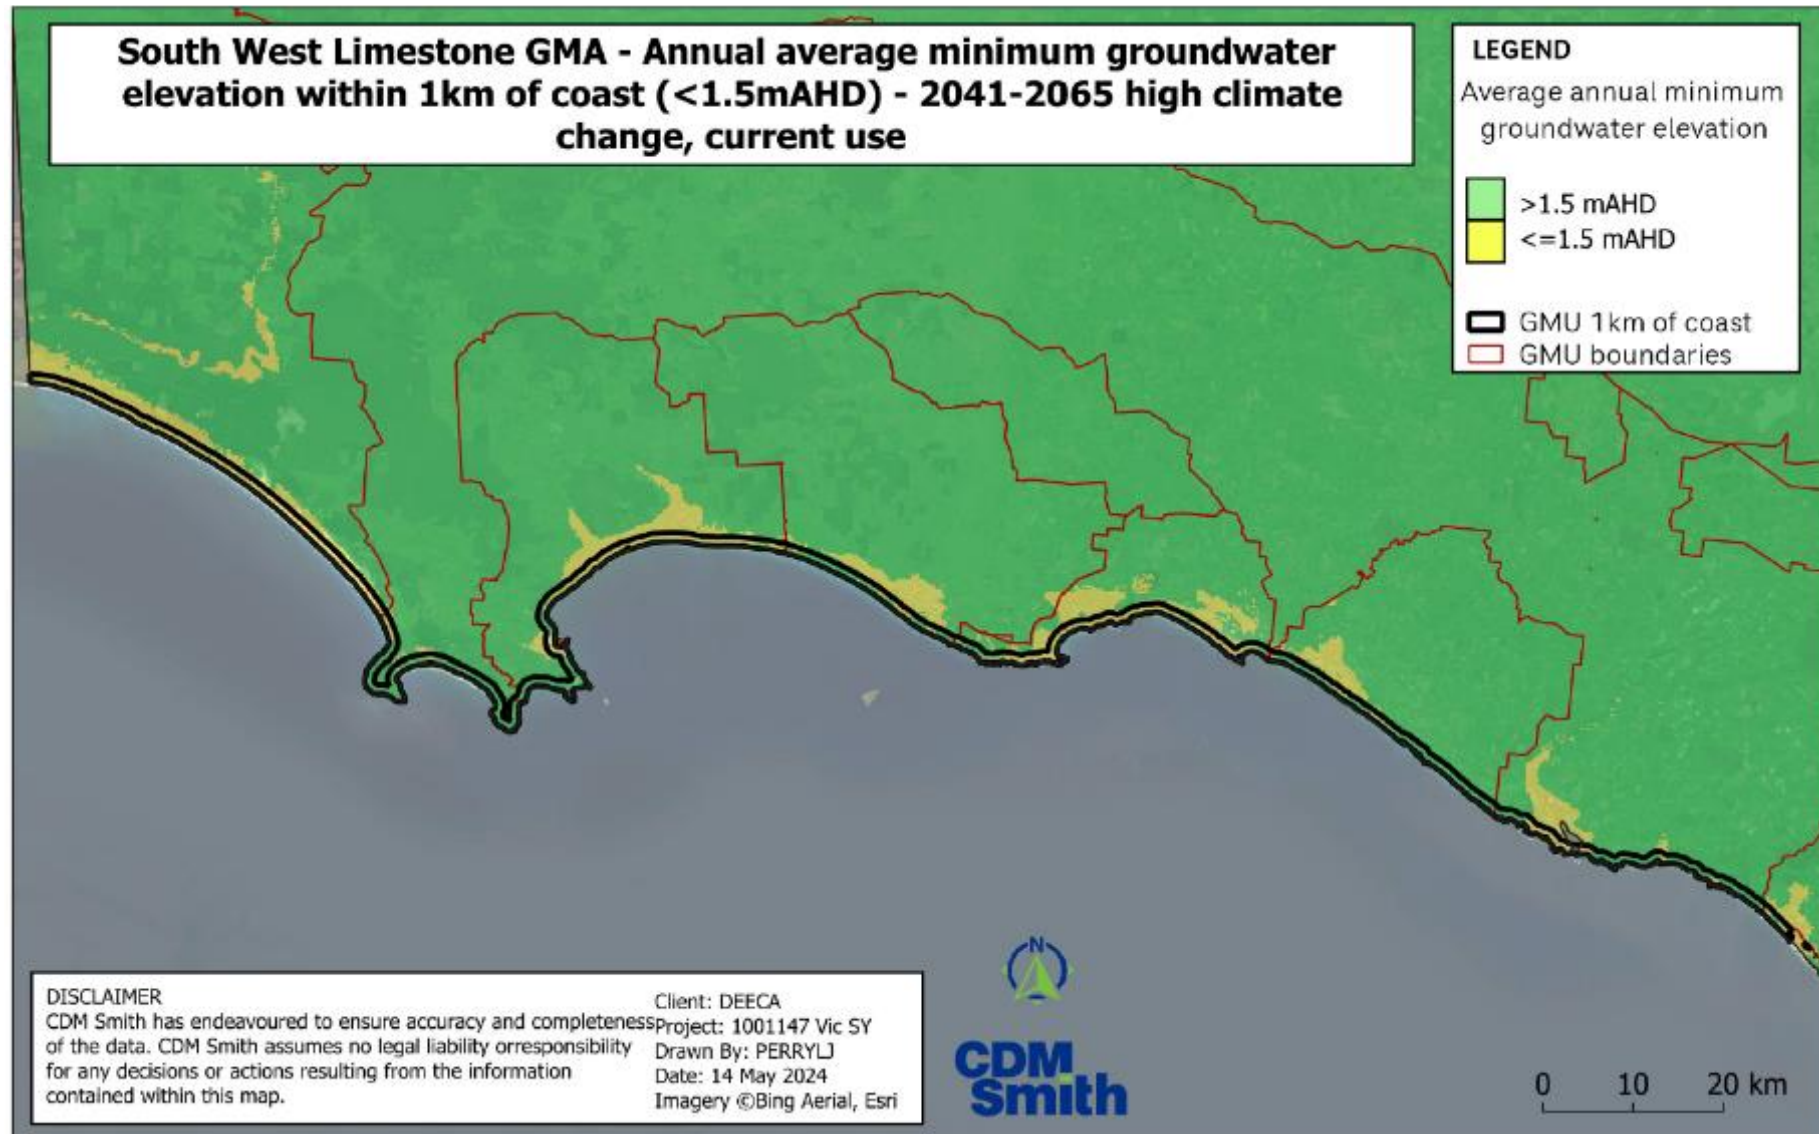 South West Limestone GMA - Annual average minimum groundwater
elevation within 1km of coast (<1.5mAHD) - 2041-2065 high climate
change, current use
LEGEND
Average annual minimum
groundwater elevation
>1.5 mAHD
<=1.5 mAHD
GMU 1km of coast
GMU boundaries
DISCLAIMER
CDM Smith has endeavoured to ensure accuracy and completeness
of the data. CDM Smith assumes no legal liability orresponsibility
for any decisions or actions resulting from the information
contained within this map.
Client: DEECA
Project: 1001147 Vic SY
Drawn By: PERRYLJ
Date: 14 May 2024
Imagery ©Bing Aerial, Esri
N
CDM
Smith
0 10 20 km